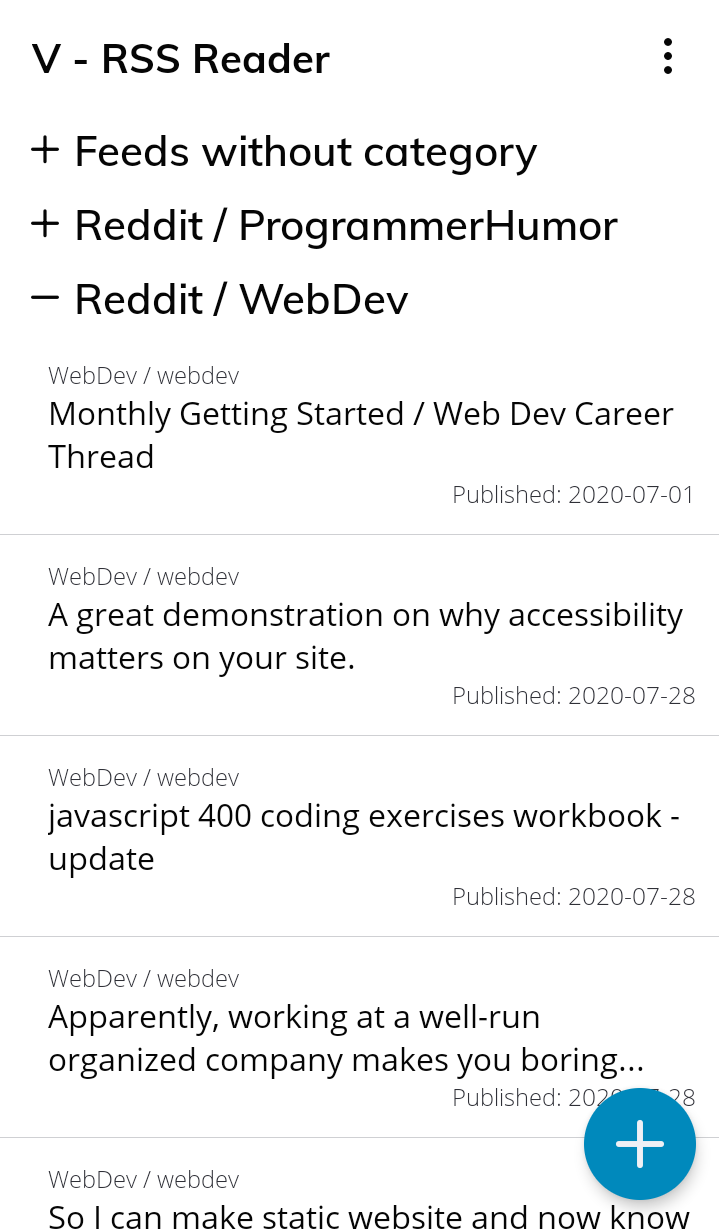 V - RSS Reader
+ Feeds without category
+ Reddit / ProgrammerHumor
− Reddit / WebDev
WebDev / webdev
Monthly Getting Started / Web Dev Career
Thread
Published: 2020-07-01
WebDev / webdev
A great demonstration on why accessibility
matters on your site.
Published: 2020-07-28
WebDev / webdev
javascript 400 coding exercises workbook -
update
Published: 2020-07-28
WebDev / webdev
Apparently, working at a well-run
organized company makes you boring...
Published: 28
WebDev / webdev
So I can make static website and now know